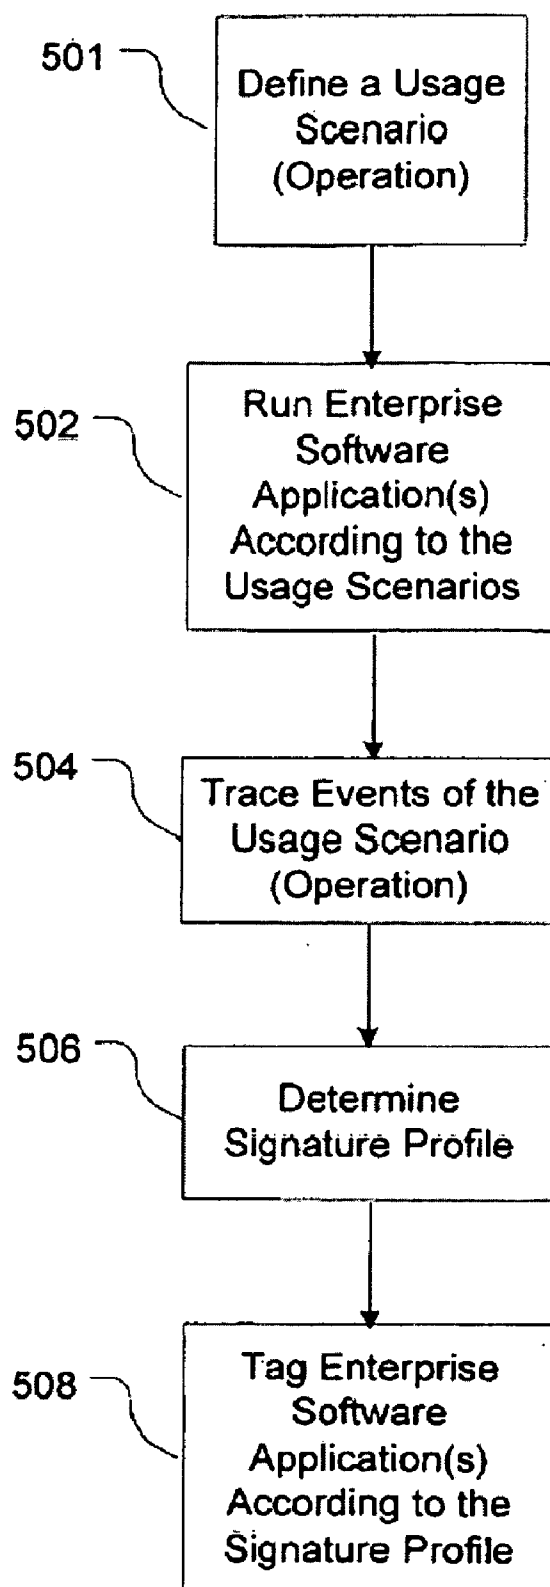 501
Define a Usage
Scenario
(Operation)
502
Run Enterprise
Software
Application(s)
According to the
Usage Scenarios
504
Trace Events of the
Usage Scenario
(Operation)
506
Determine
Signature Profile
508
Tag Enterprise
Software
Application(s)
According to the
Signature Profile